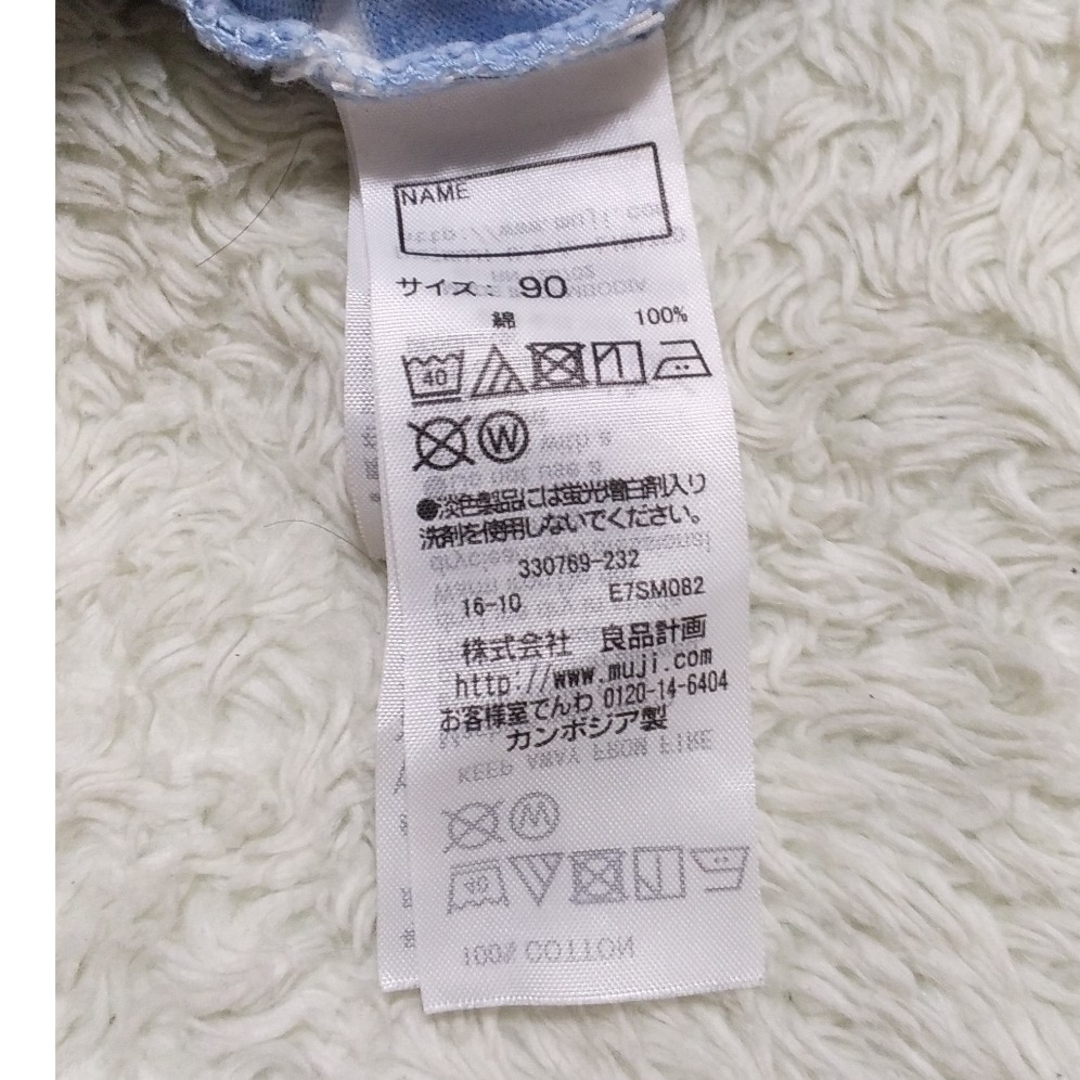 NAME
サイズ: 90
綿 100%
40
W
●淡色製品には蛍光増白剤入り
洗剤を使用しないでください。
330769-232
16-10 E7SM082
株式会社 良品計画
http://www.muji.com
お客様室でんわ 0120-14-6404
カンボジア製
KEEP AWAY FROM FIRE
W
40
100% COTTON